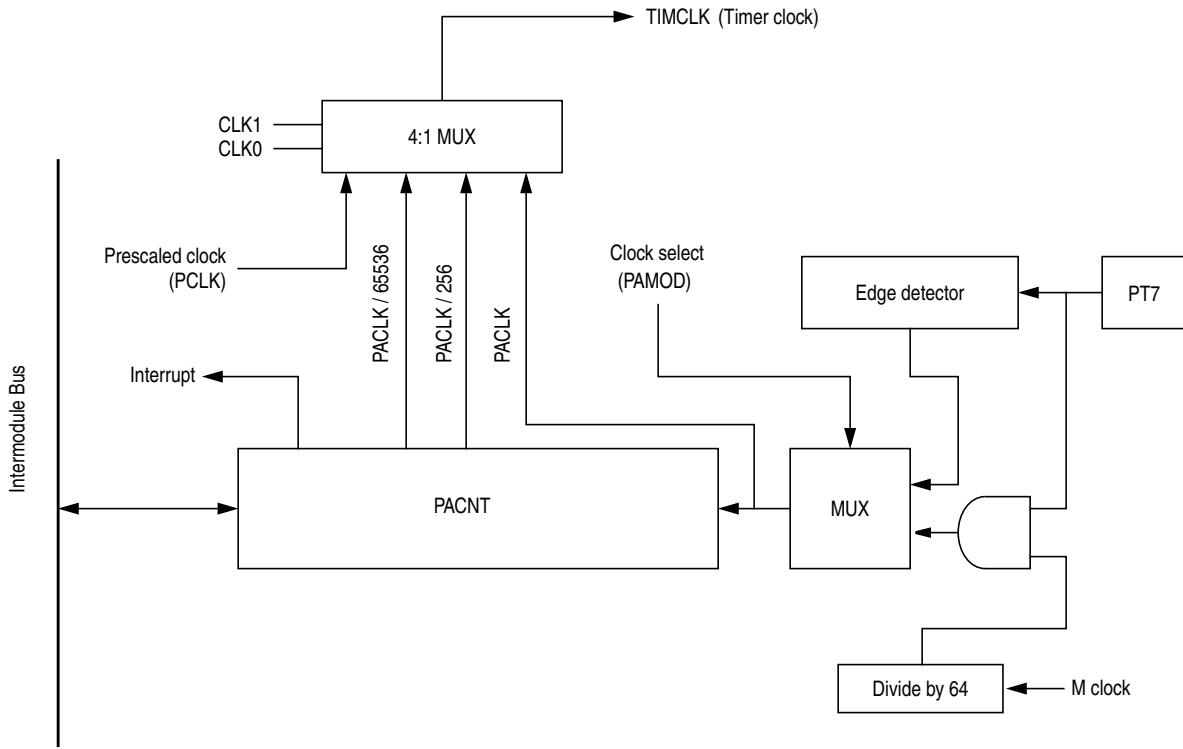 TIMCLK (Timer clock)
CLK1
CLK0
4:1 MUX
Prescaled clock
(PCLK)
PACLK / 65536
PACLK / 256
PACLK
Clock select
(PAMOD)
Edge detector
PT7
Interrupt
Intermodule Bus
PACNT
MUX
Divide by 64
M clock